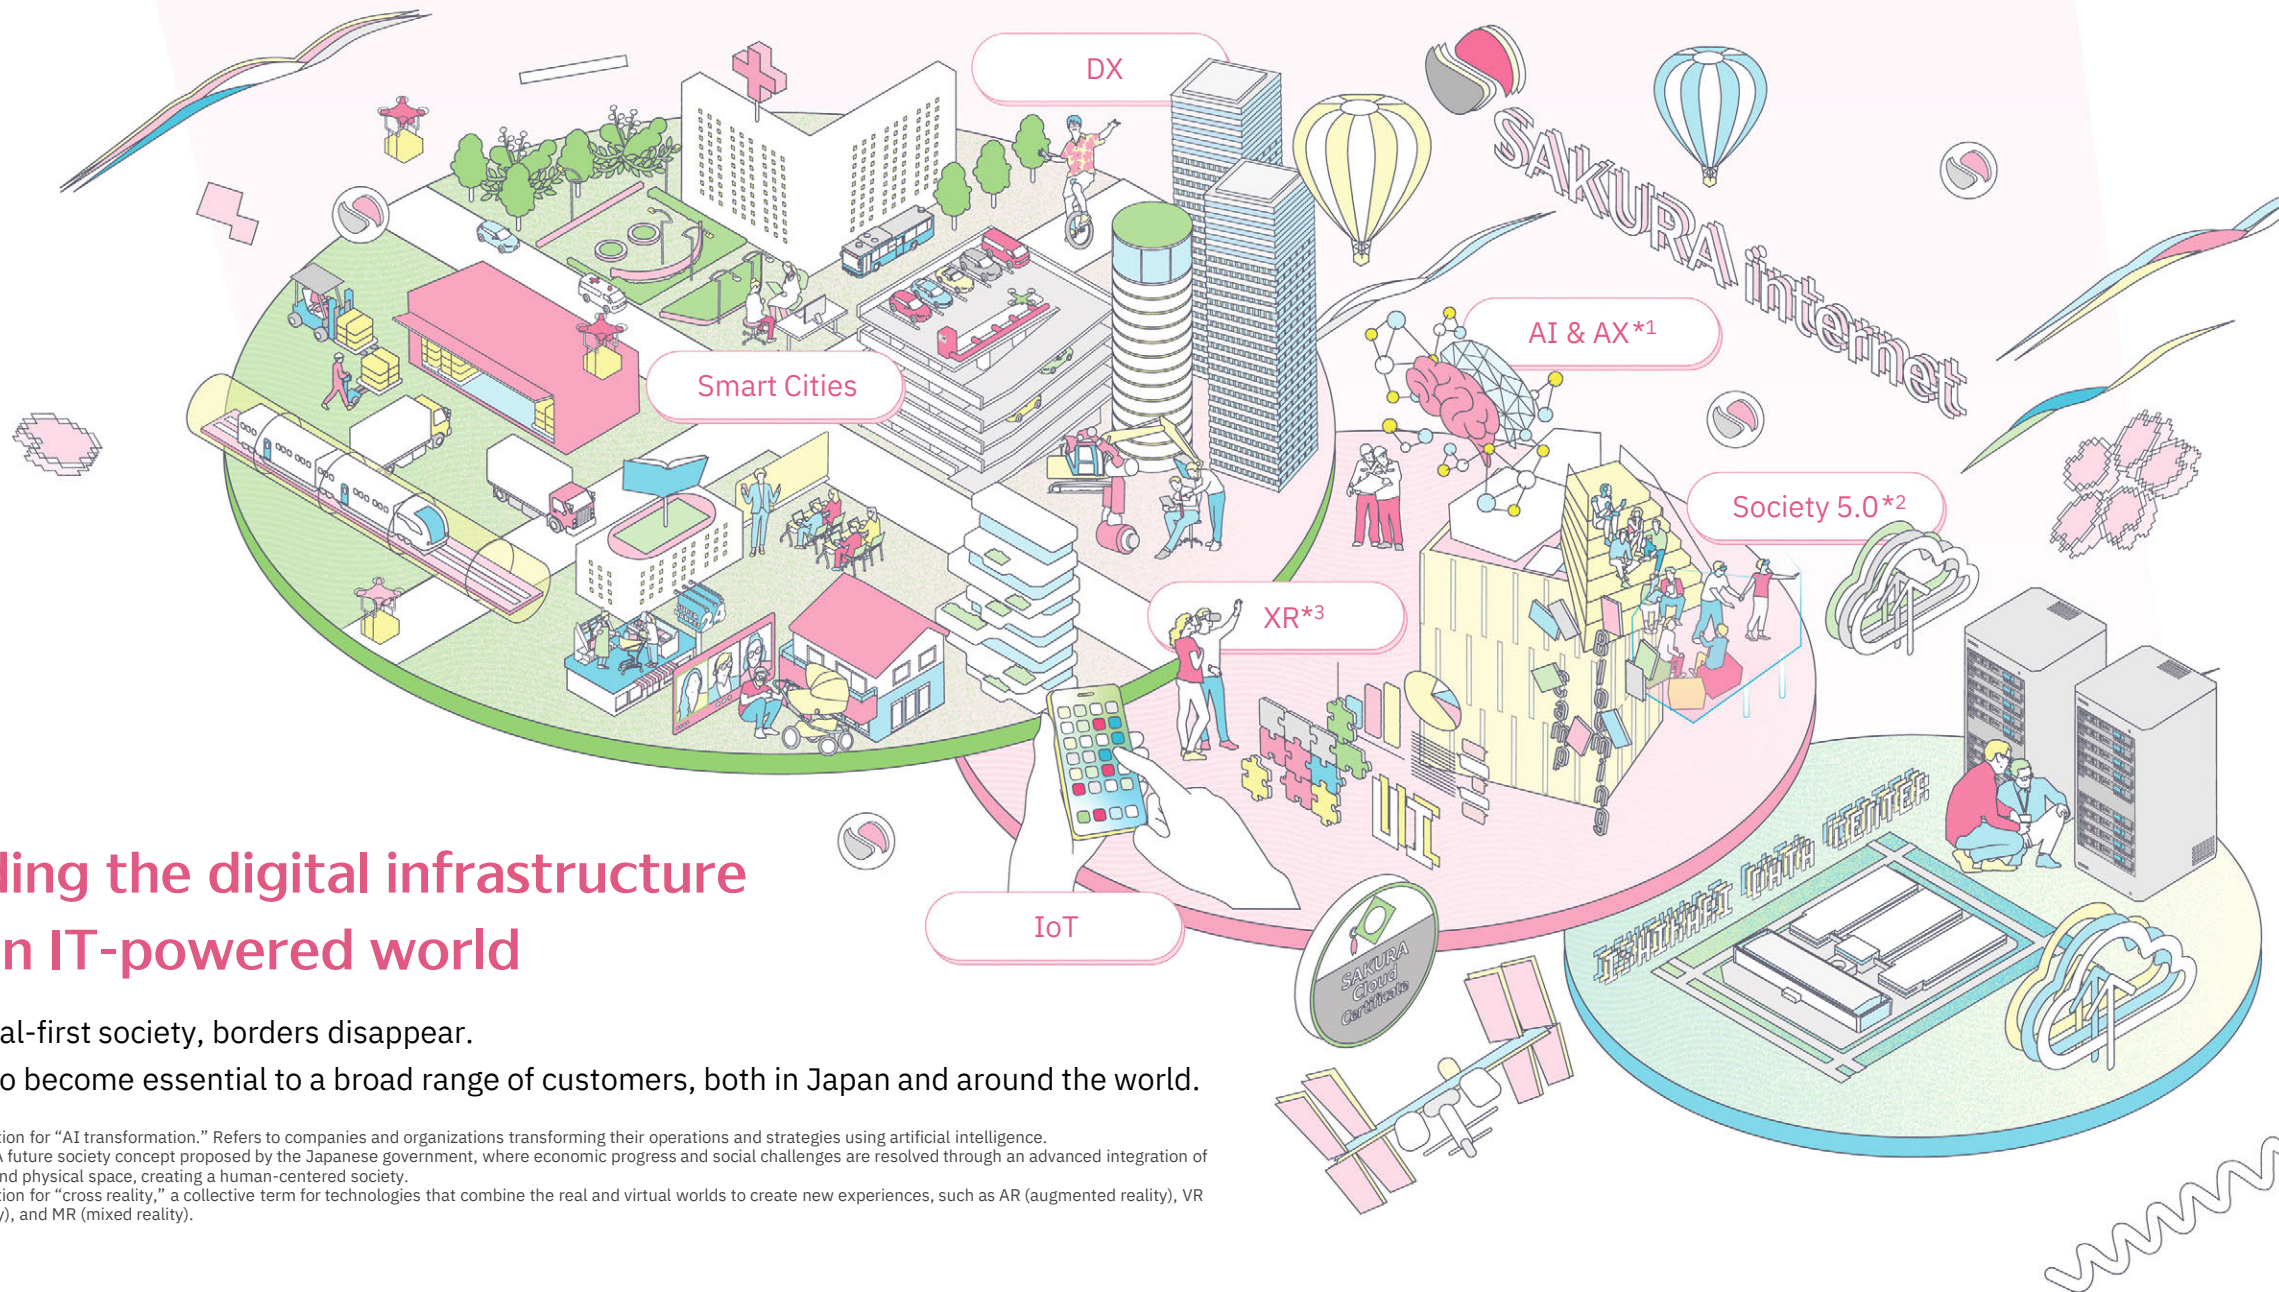 DX
SAKURA internet
AI & AX*1
Smart Cities
Society 5.0*2
XR*3
Blooming
Camp
UI
IoT
SAKURA
Cloud
Certificate
ISHIKARI DATA CENTER
ding the digital infrastructure
n IT-powered world
al-first society, borders disappear.
o become essential to a broad range of customers, both in Japan and around the world.
tion for “AI transformation.” Refers to companies and organizations transforming their operations and strategies using artificial intelligence.
A future society concept proposed by the Japanese government, where economic progress and social challenges are resolved through an advanced integration of
nd physical space, creating a human-centered society.
tion for “cross reality,” a collective term for technologies that combine the real and virtual worlds to create new experiences, such as AR (augmented reality), VR
y), and MR (mixed reality).